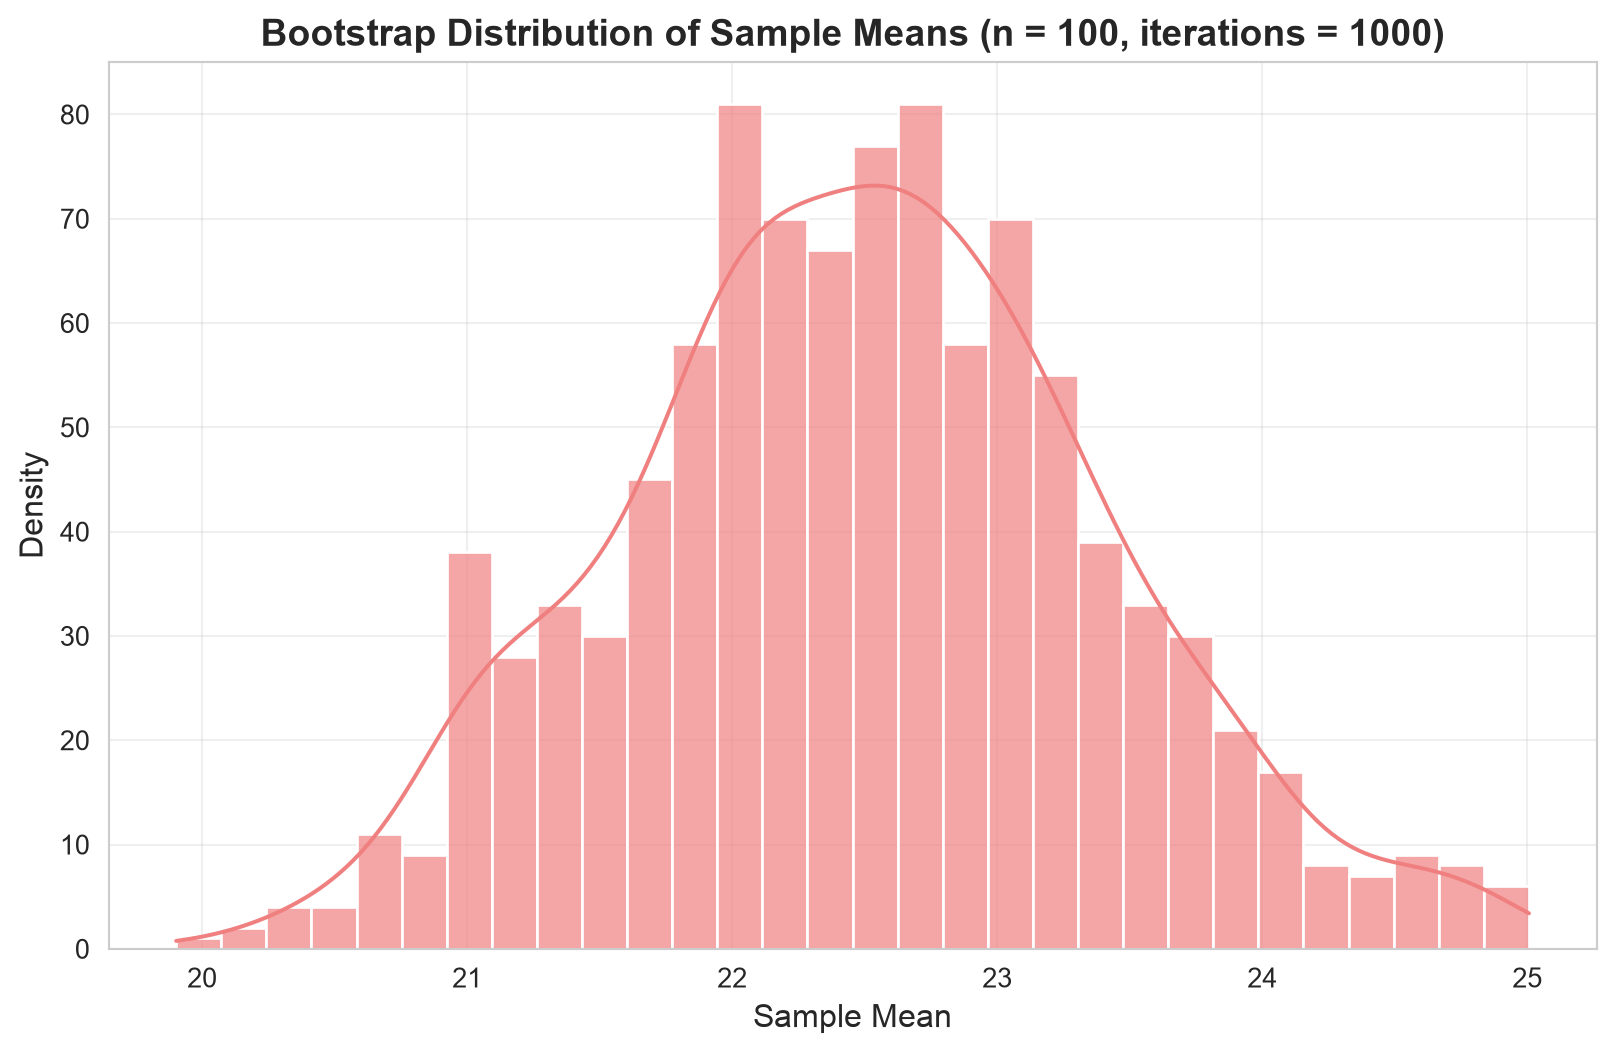 Bootstrap Distribution of Sample Means (n = 100, iterations = 1000)
80
70
60
50
40
30
20
10
0
Density
20 21 22 23 24 25
Sample Mean